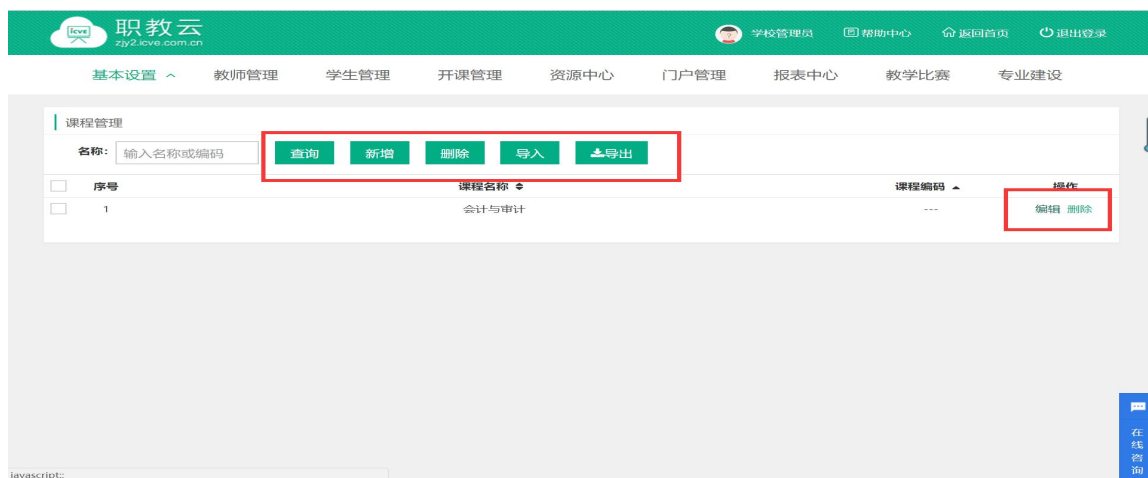 icve 职教云
zjy2.icve.com.cn
学校管理员 帮助中心 返回首页 退出登录
基本设置 教师管理 学生管理 开课管理 资源中心 门户管理 报表中心 教学比赛 专业建设
课程管理
名称: 输入名称或编码 查询 新增 删除 导入 导出
序号 课程名称 课程编码 操作
1 会计与审计 --- 编辑 删除
在线咨询
javascript:;